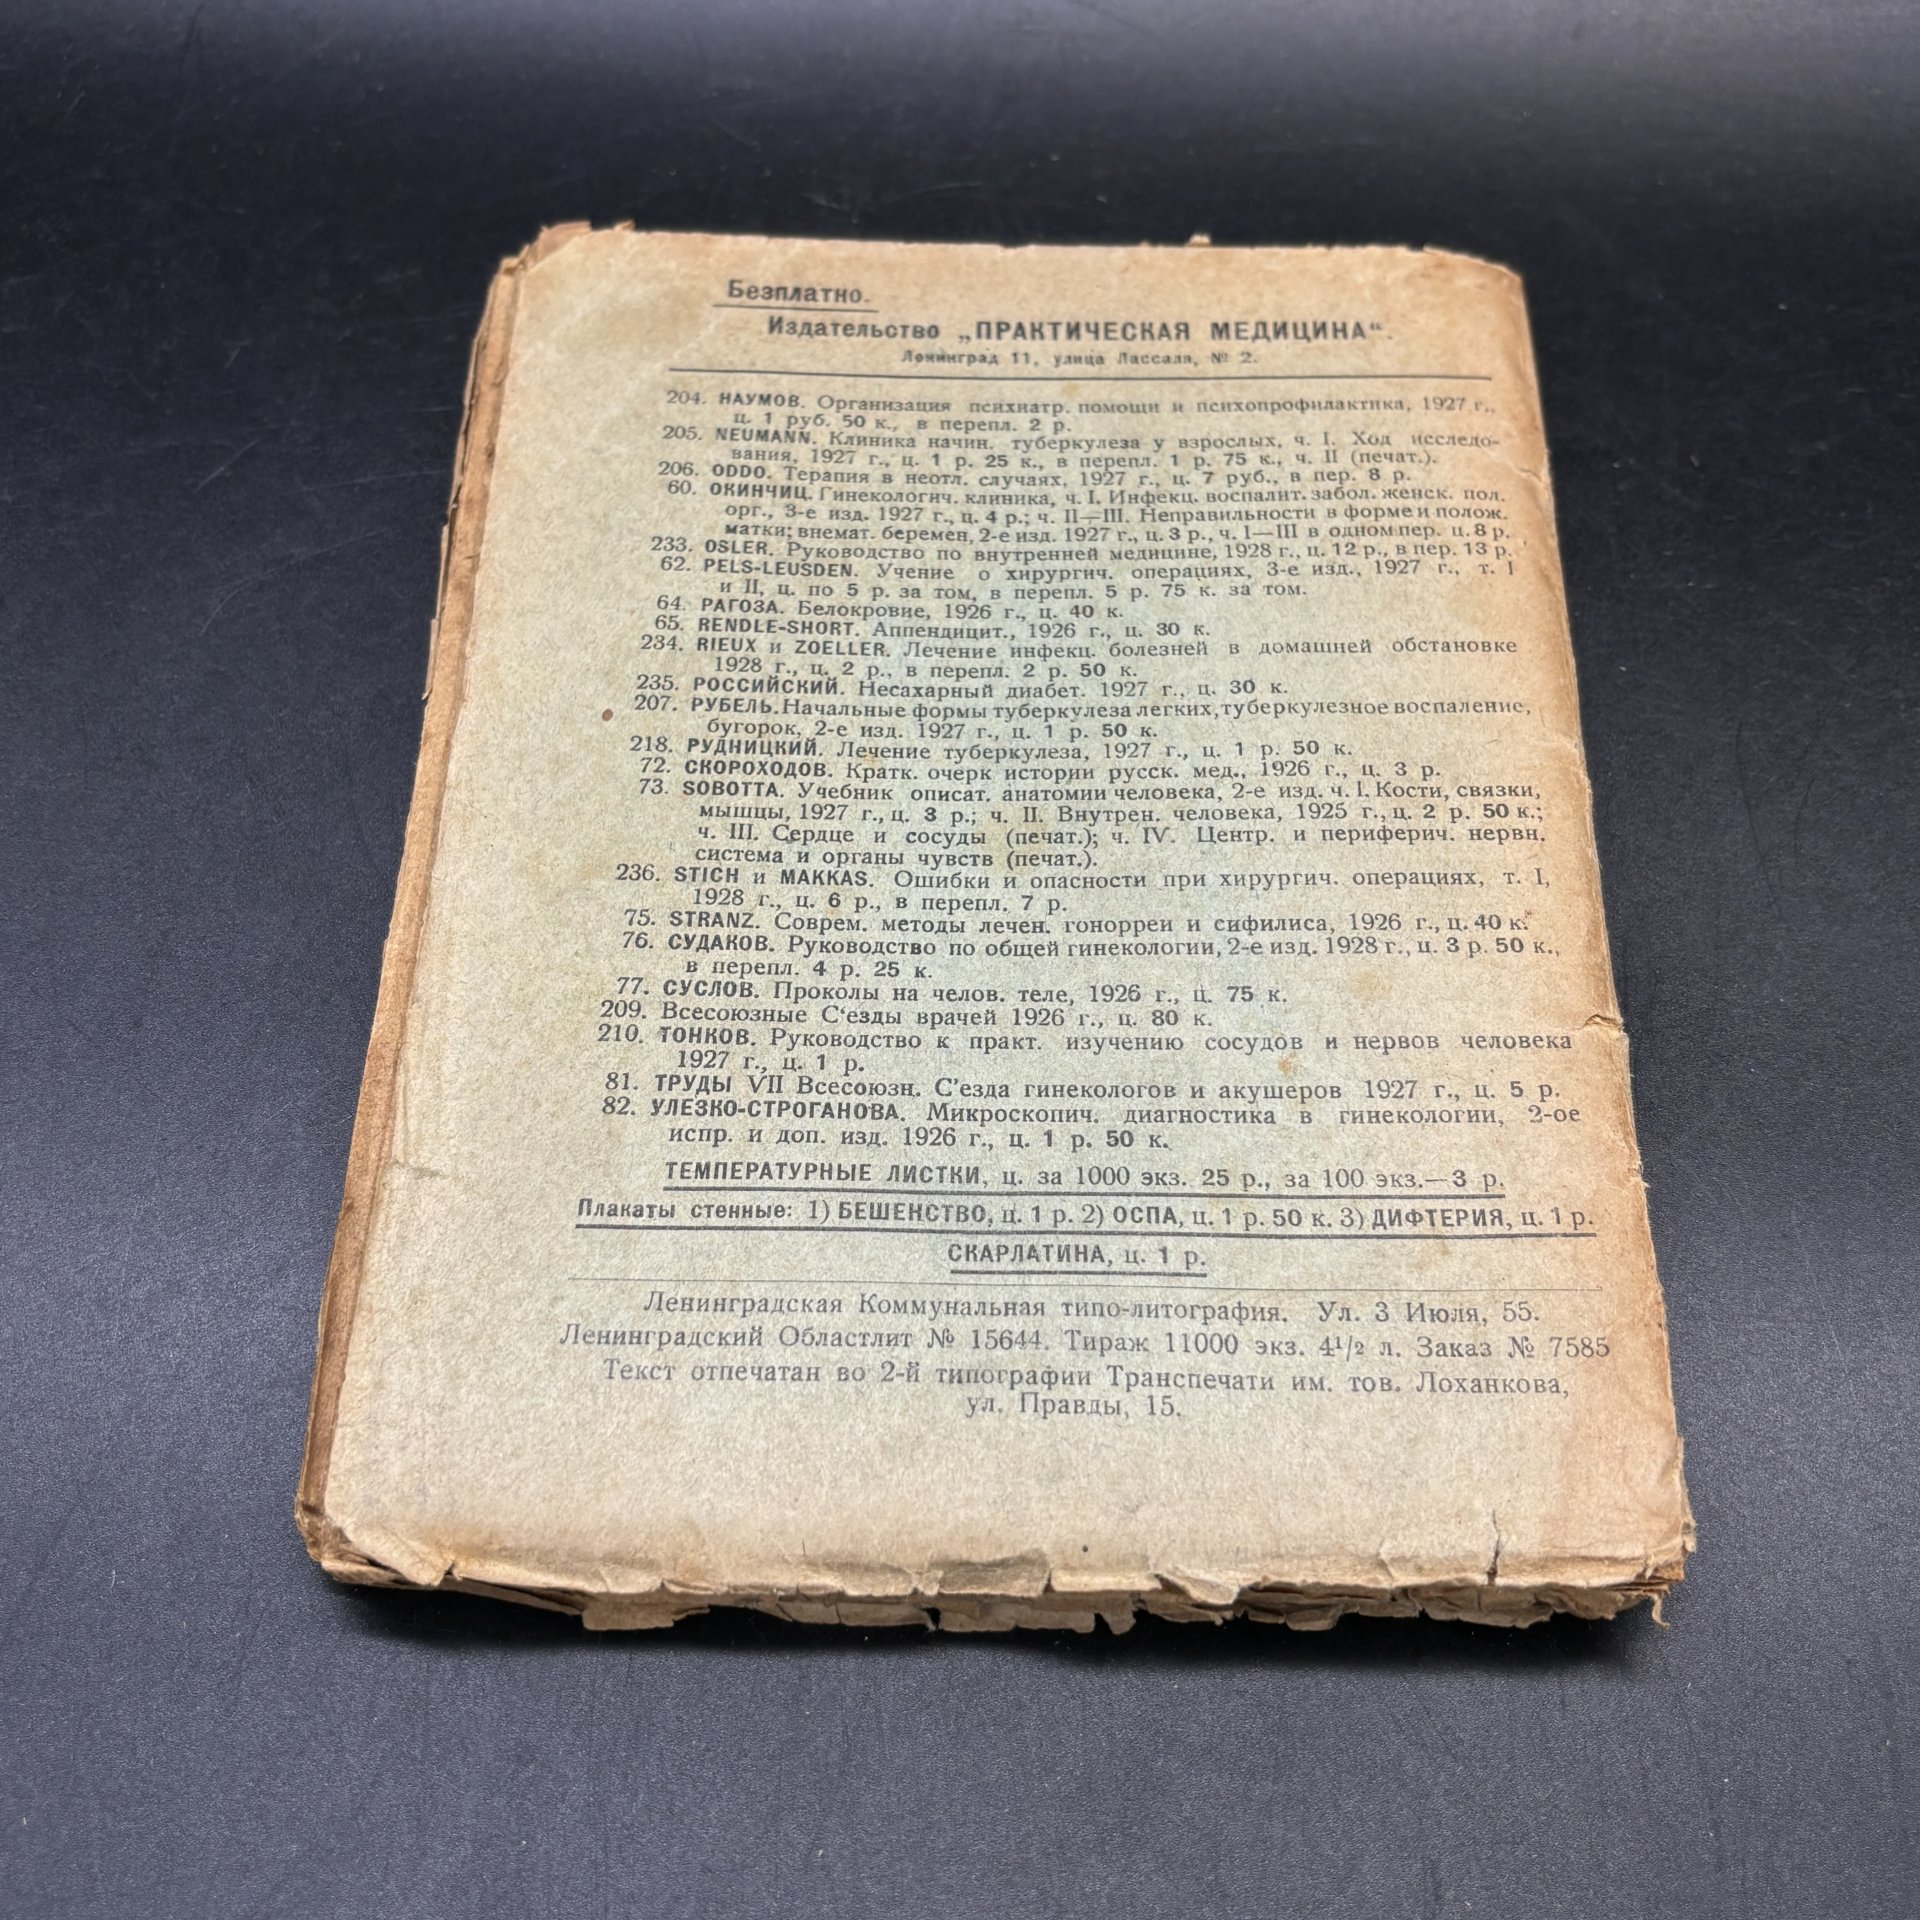 Безплатно.
Издательство „ПРАКТИЧЕСКАЯ МЕДИЦИНА“.
Ленинград 11, улица Лассаля, № 2.
204. НАУМОВ. Организация психиатр. помощи и психопрофилактика, 1927 г.,
ц. 1 руб. 50 к., в перепл. 2 р.
205. NEUMANN. Клиника начин. туберкулеза у взрослых, ч. I. Ход исследо-
вания, 1927 г., ц. 1 р. 25 к., в перепл. 1 р. 75 к., ч. II (печат.).
206. ODDO. Терапия в неотл. случаях, 1927 г., ц. 7 руб., в пер. 8 р.
60. ОКИНЧИЦ. Гинекологич. клиника, ч. I. Инфекц. воспалит. забол. женск. пол.
орг., 3-е изд. 1927 г., ц. 4 р.; ч. II—III. Неправильности в форме и полож.
матки; внемат. беремен, 2-е изд. 1927 г., ц. 3 р., ч. I—III в одном пер. ц. 8 р.
233. OSLER. Руководство по внутренней медицине, 1928 г., ц. 12 р., в пер. 13 р.
62. PELS-LEUSDEN. Учение о хирургич. операциях, 3-е изд., 1927 г., т. I
и II, ц. по 5 р. за том, в перепл. 5 р. 75 к. за том.
64. РАГОЗА. Белокровие, 1926 г., ц. 40 к.
65. RENDLE-SHORT. Аппендицит., 1926 г., ц. 30 к.
234. RIEUX и ZOELLER. Лечение инфекц. болезней в домашней обстановке
1928 г., ц. 2 р., в перепл. 2 р. 50 к.
235. РОССИЙСКИЙ. Несахарный диабет. 1927 г., ц. 30 к.
207. РУБЕЛЬ. Начальные формы туберкулеза легких, туберкулезное воспаление,
бугорок, 2-е изд. 1927 г., ц. 1 р. 50 к.
218. РУДНИЦКИЙ. Лечение туберкулеза, 1927 г., ц. 1 р. 50 к.
72. СКОРОХОДОВ. Кратк. очерк истории русск. мед., 1926 г., ц. 3 р.
73. SOBOTTA. Учебник описат. анатомии человека, 2-е изд. ч. I. Кости, связки,
мышцы, 1927 г., ц. 3 р.; ч. II. Внутрен. человека, 1925 г., ц. 2 р. 50 к.;
ч. III. Сердце и сосуды (печат.); ч. IV. Центр. и периферич. нервн.
система и органы чувств (печат.).
236. STICH и MAKKAS. Ошибки и опасности при хирургич. операциях, т. I,
1928 г., ц. 6 р., в перепл. 7 р.
75. STRANZ. Соврем. методы лечен. гонорреи и сифилиса, 1926 г., ц. 40 к.
76. СУДАКОВ. Руководство по общей гинекологии, 2-е изд. 1928 г., ц. 3 р. 50 к.,
в перепл. 4 р. 25 к.
77. СУСЛОВ. Проколы на челов. теле, 1926 г., ц. 75 к.
209. Всесоюзные С‘езды врачей 1926 г., ц. 80 к.
210. ТОНКОВ. Руководство к практ. изучению сосудов и нервов человека
1927 г., ц. 1 р.
81. ТРУДЫ VII Всесоюзн. С’езда гинекологов и акушеров 1927 г., ц. 5 р.
82. УЛЕЗКО-СТРОГАНОВА. Микроскопич. диагностика в гинекологии, 2-ое
испр. и доп. изд. 1926 г., ц. 1 р. 50 к.
ТЕМПЕРАТУРНЫЕ ЛИСТКИ, ц. за 1000 экз. 25 р., за 100 экз.—3 р.
Плакаты стенные: 1) БЕШЕНСТВО, ц. 1 р. 2) ОСПА, ц. 1 р. 50 к. 3) ДИФТЕРИЯ, ц. 1 р.
СКАРЛАТИНА, ц. 1 р.
Ленинградская Коммунальная типо-литография. Ул. 3 Июля, 55.
Ленинградский Областлит № 15644. Тираж 11000 экз. 4¹/₂ л. Заказ № 7585
Текст отпечатан во 2-й типографии Транспечати им. тов. Лоханкова,
ул. Правды, 15.